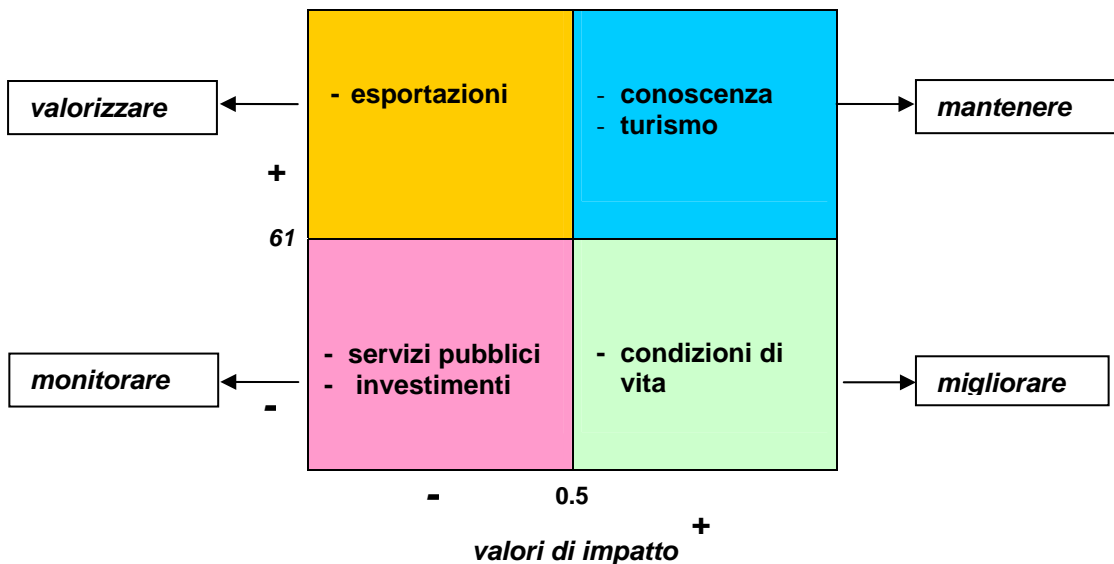 valorizzare
- esportazioni
- conoscenza
- turismo
mantenere
+
61
monitorare
- servizi pubblici
- investimenti
- condizioni di
vita
migliorare
-
- 0.5
+
valori di impatto